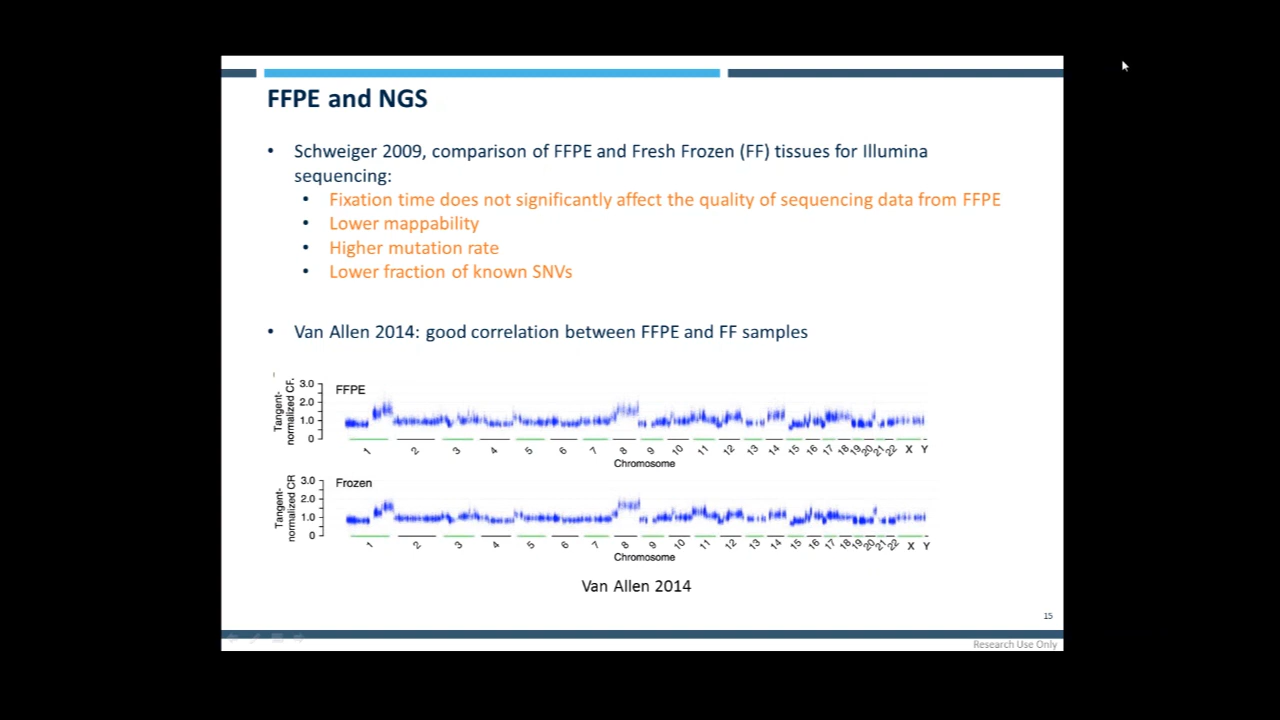 FFPE and NGS
• Schweiger 2009, comparison of FFPE and Fresh Frozen (FF) tissues for Illumina
sequencing:
• Fixation time does not significantly affect the quality of sequencing data from FFPE
• Lower mappability
• Higher mutation rate
• Lower fraction of known SNVs
• Van Allen 2014: good correlation between FFPE and FF samples
Tangent-
normalized CF.
3.0
2.0
1.0
0
FFPE
1 2 3 4 5 6 7 8 9 10 11 12 13 14 15 16 17 18 19 20 21 22 X Y
Chromosome
Tangent-
normalized CR
3.0
2.0
1.0
0
Frozen
1 2 3 4 5 6 7 8 9 10 11 12 13 14 15 16 17 18 19 20 21 22 X Y
Chromosome
Van Allen 2014
15
Research Use Only